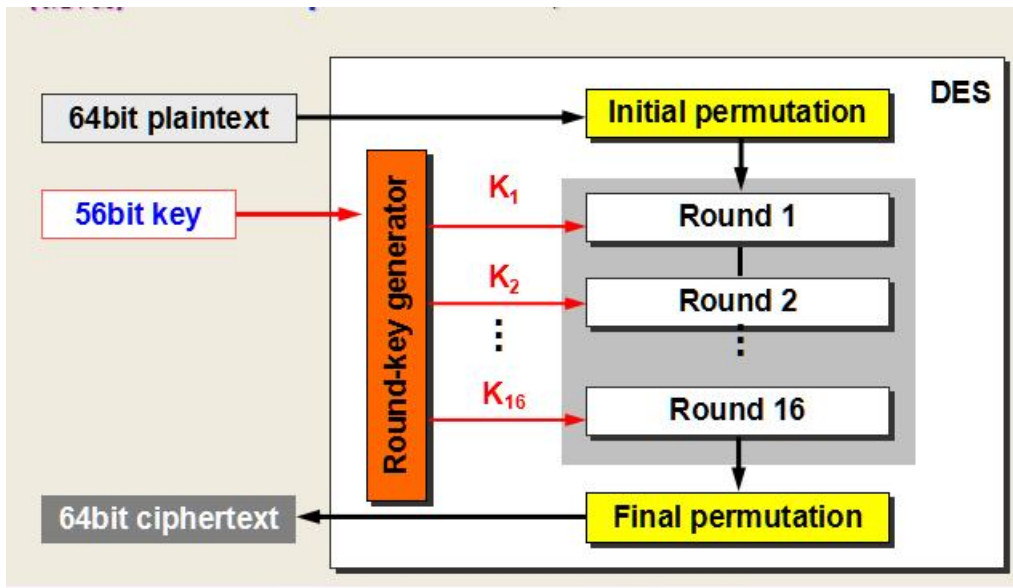 DES
64bit plaintext
Initial permutation
56bit key
Round-key generator
K1
Round 1
K2
Round 2
⋮
⋮
K16
Round 16
64bit ciphertext
Final permutation